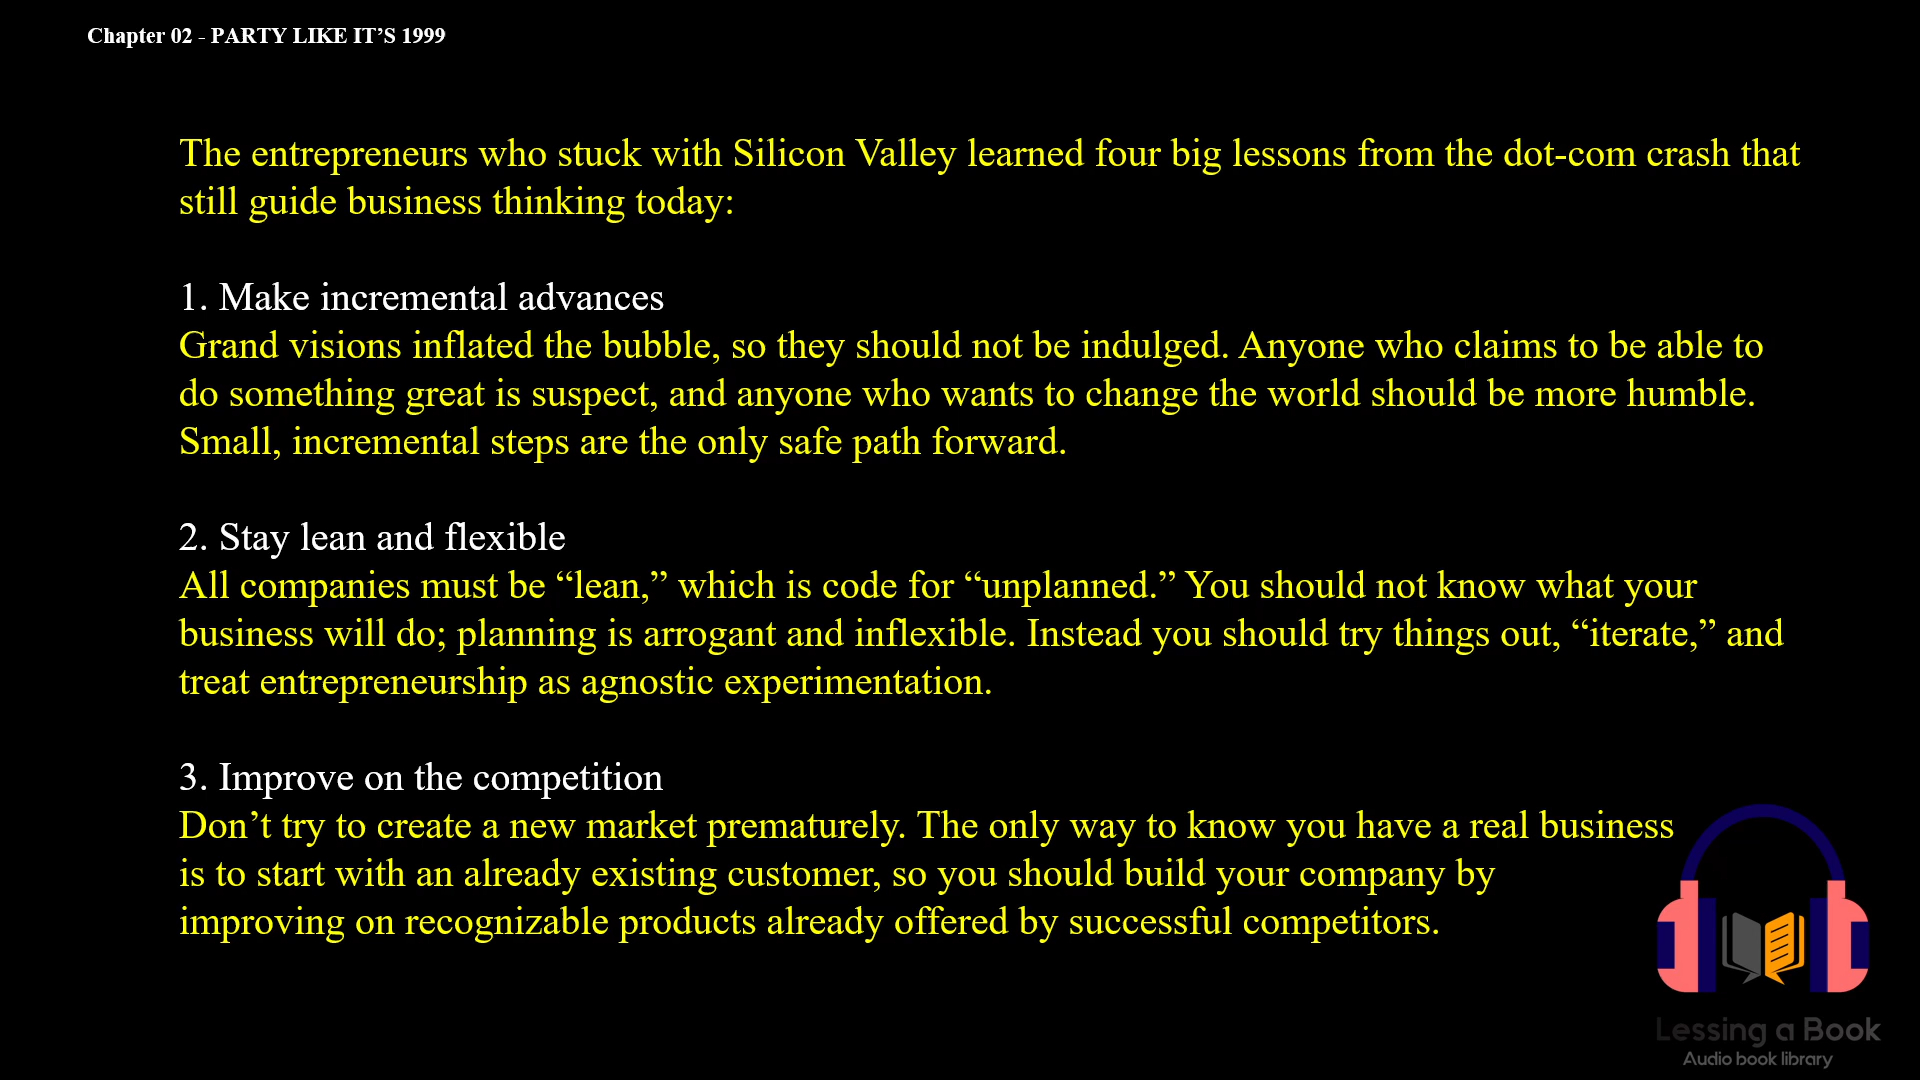 Chapter 02 - PARTY LIKE IT’S 1999
The entrepreneurs who stuck with Silicon Valley learned four big lessons from the dot-com crash that
still guide business thinking today:
1. Make incremental advances
Grand visions inflated the bubble, so they should not be indulged. Anyone who claims to be able to
do something great is suspect, and anyone who wants to change the world should be more humble.
Small, incremental steps are the only safe path forward.
2. Stay lean and flexible
All companies must be “lean,” which is code for “unplanned.” You should not know what your
business will do; planning is arrogant and inflexible. Instead you should try things out, “iterate,” and
treat entrepreneurship as agnostic experimentation.
3. Improve on the competition
Don’t try to create a new market prematurely. The only way to know you have a real business
is to start with an already existing customer, so you should build your company by
improving on recognizable products already offered by successful competitors.
Lessing a Book
Audio book library